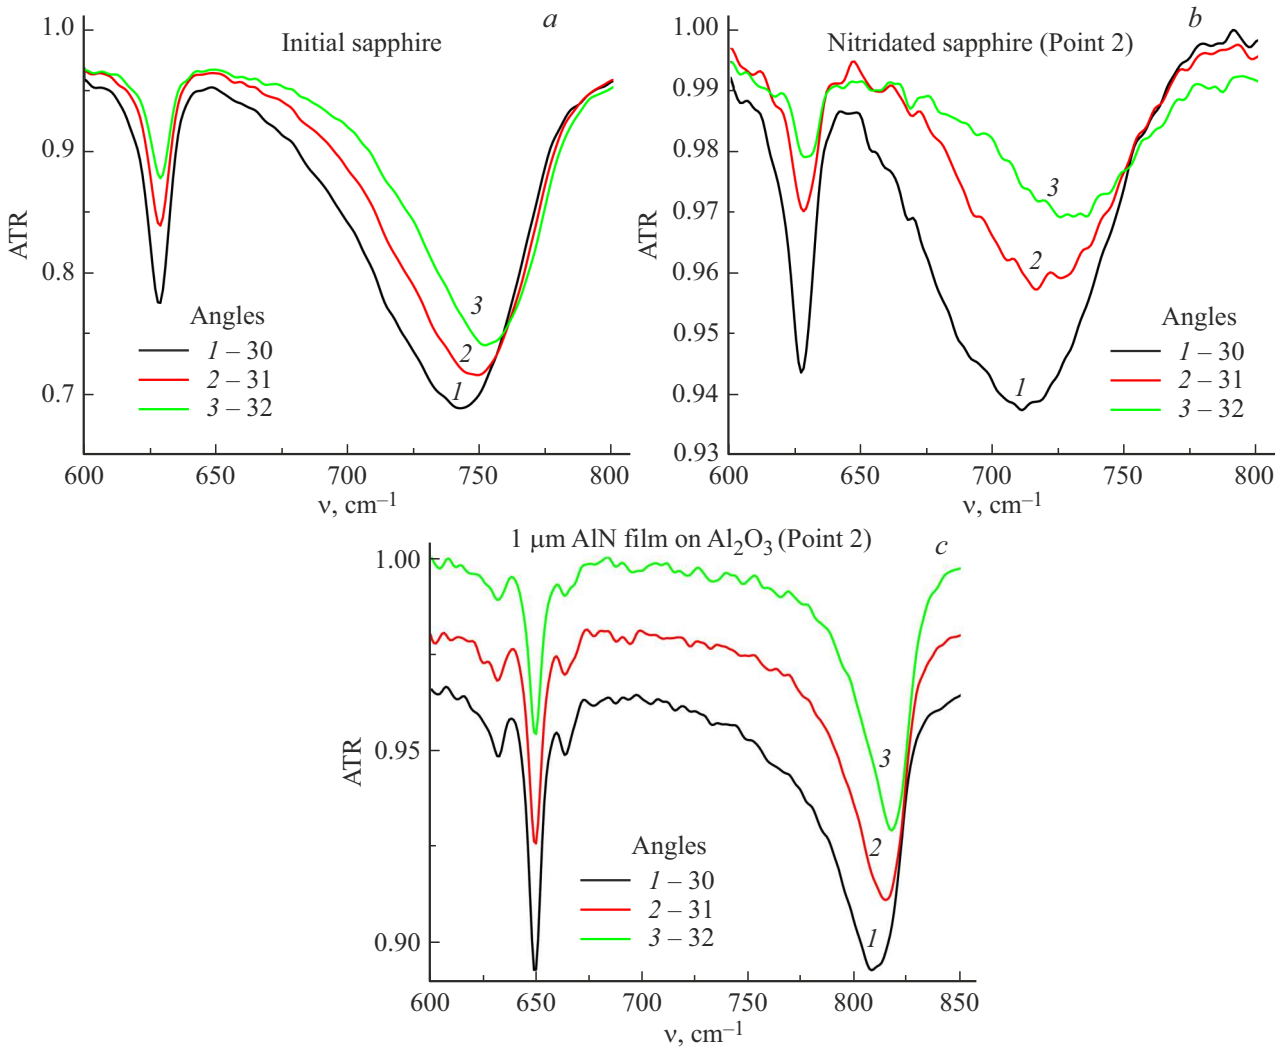 a
Initial sapphire
1.0
0.9
0.8
0.7
ATR
3
2
1
Angles
1 – 30
2 – 31
3 – 32
600
650
700
750
800
ν, cm–1
b
Nitridated sapphire (Point 2)
1.00
0.99
0.98
0.97
0.96
0.95
0.94
0.93
ATR
3
2
1
Angles
1 – 30
2 – 31
3 – 32
600
650
700
750
800
ν, cm–1
c
1 μm AlN film on Al2O3 (Point 2)
1.00
0.95
0.90
ATR
3
2
1
Angles
1 – 30
2 – 31
3 – 32
600
650
700
750
800
850
ν, cm–1